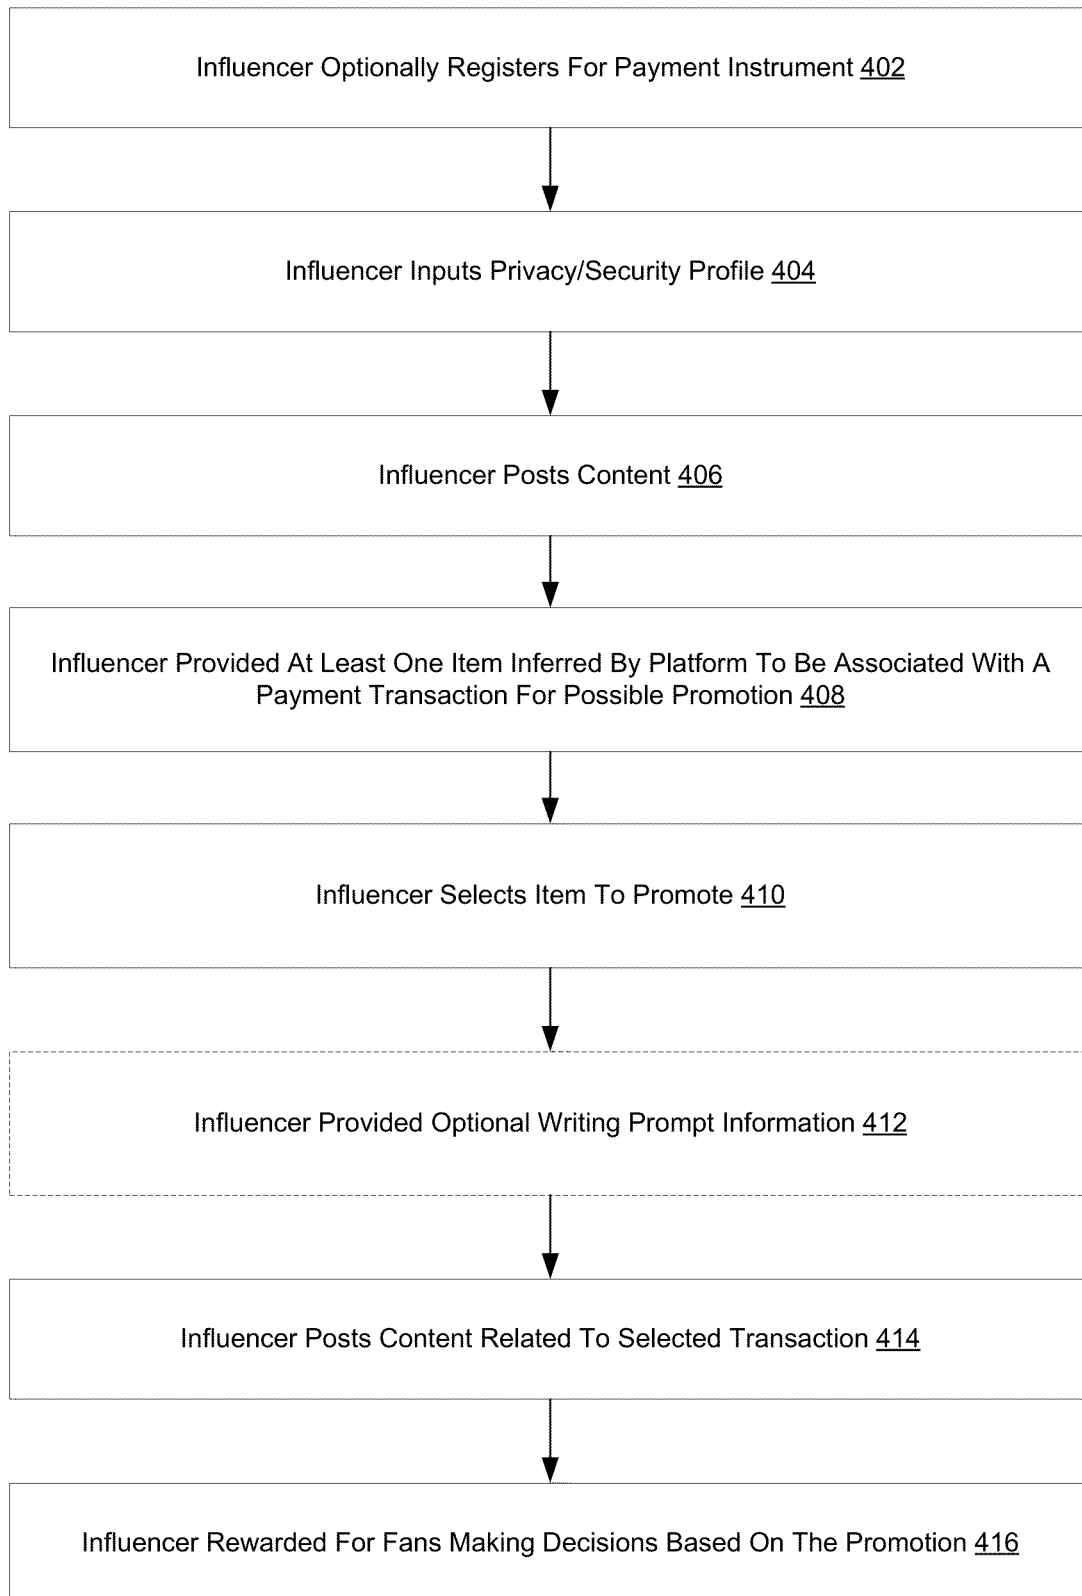 Influencer Optionally Registers For Payment Instrument 402
Influencer Inputs Privacy/Security Profile 404
Influencer Posts Content 406
Influencer Provided At Least One Item Inferred By Platform To Be Associated With A
Payment Transaction For Possible Promotion 408
Influencer Selects Item To Promote 410
Influencer Provided Optional Writing Prompt Information 412
Influencer Posts Content Related To Selected Transaction 414
Influencer Rewarded For Fans Making Decisions Based On The Promotion 416